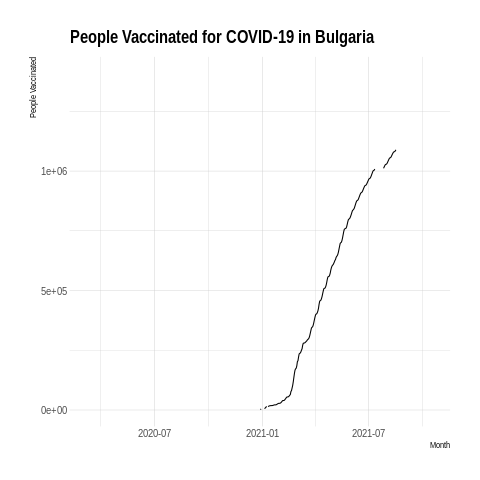 People Vaccinated for COVID-19 in Bulgaria
People Vaccinated
1e+06
5e+05
0e+00
2020-07 2021-01 2021-07
Month